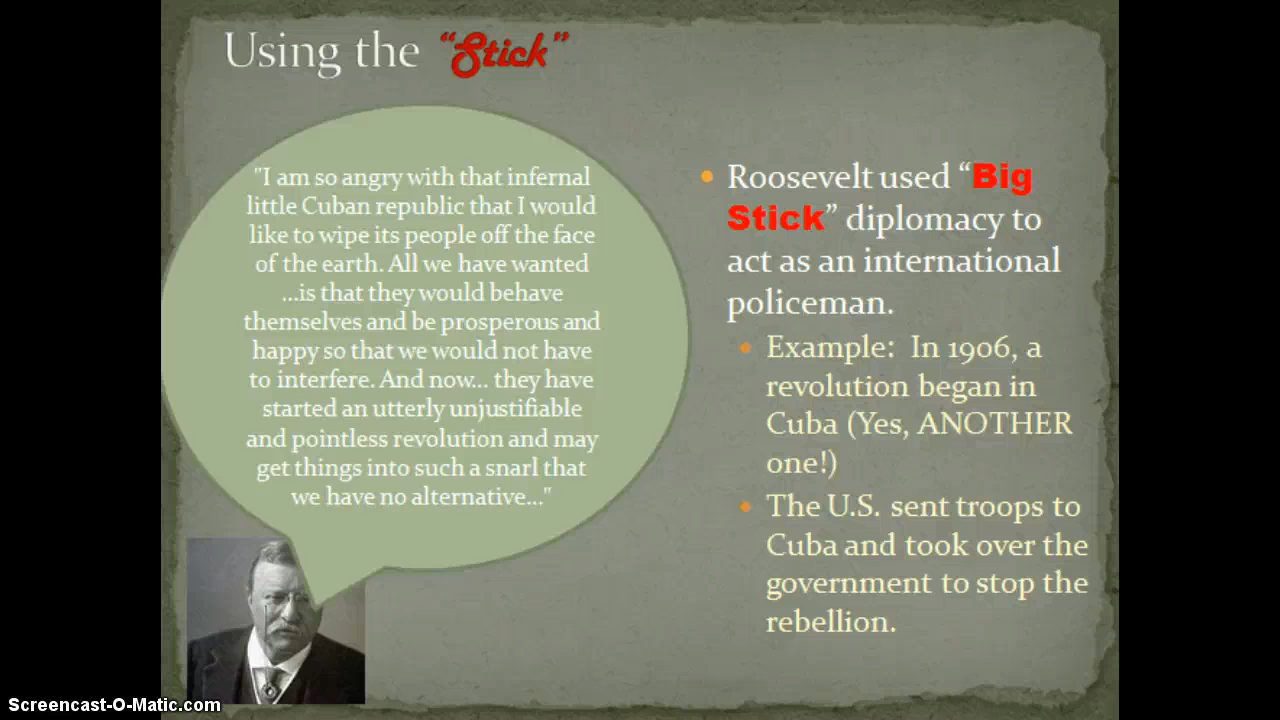 Using the “Stick”
"I am so angry with that infernal
little Cuban republic that I would
like to wipe its people off the face
of the earth. All we have wanted
...is that they would behave
themselves and be prosperous and
happy so that we would not have
to interfere. And now... they have
started an utterly unjustifiable
and pointless revolution and may
get things into such a snarl that
we have no alternative..."
• Roosevelt used “Big
Stick” diplomacy to
act as an international
policeman.
• Example: In 1906, a
revolution began in
Cuba (Yes, ANOTHER
one!)
• The U.S. sent troops to
Cuba and took over the
government to stop the
rebellion.
Screencast-O-Matic.com